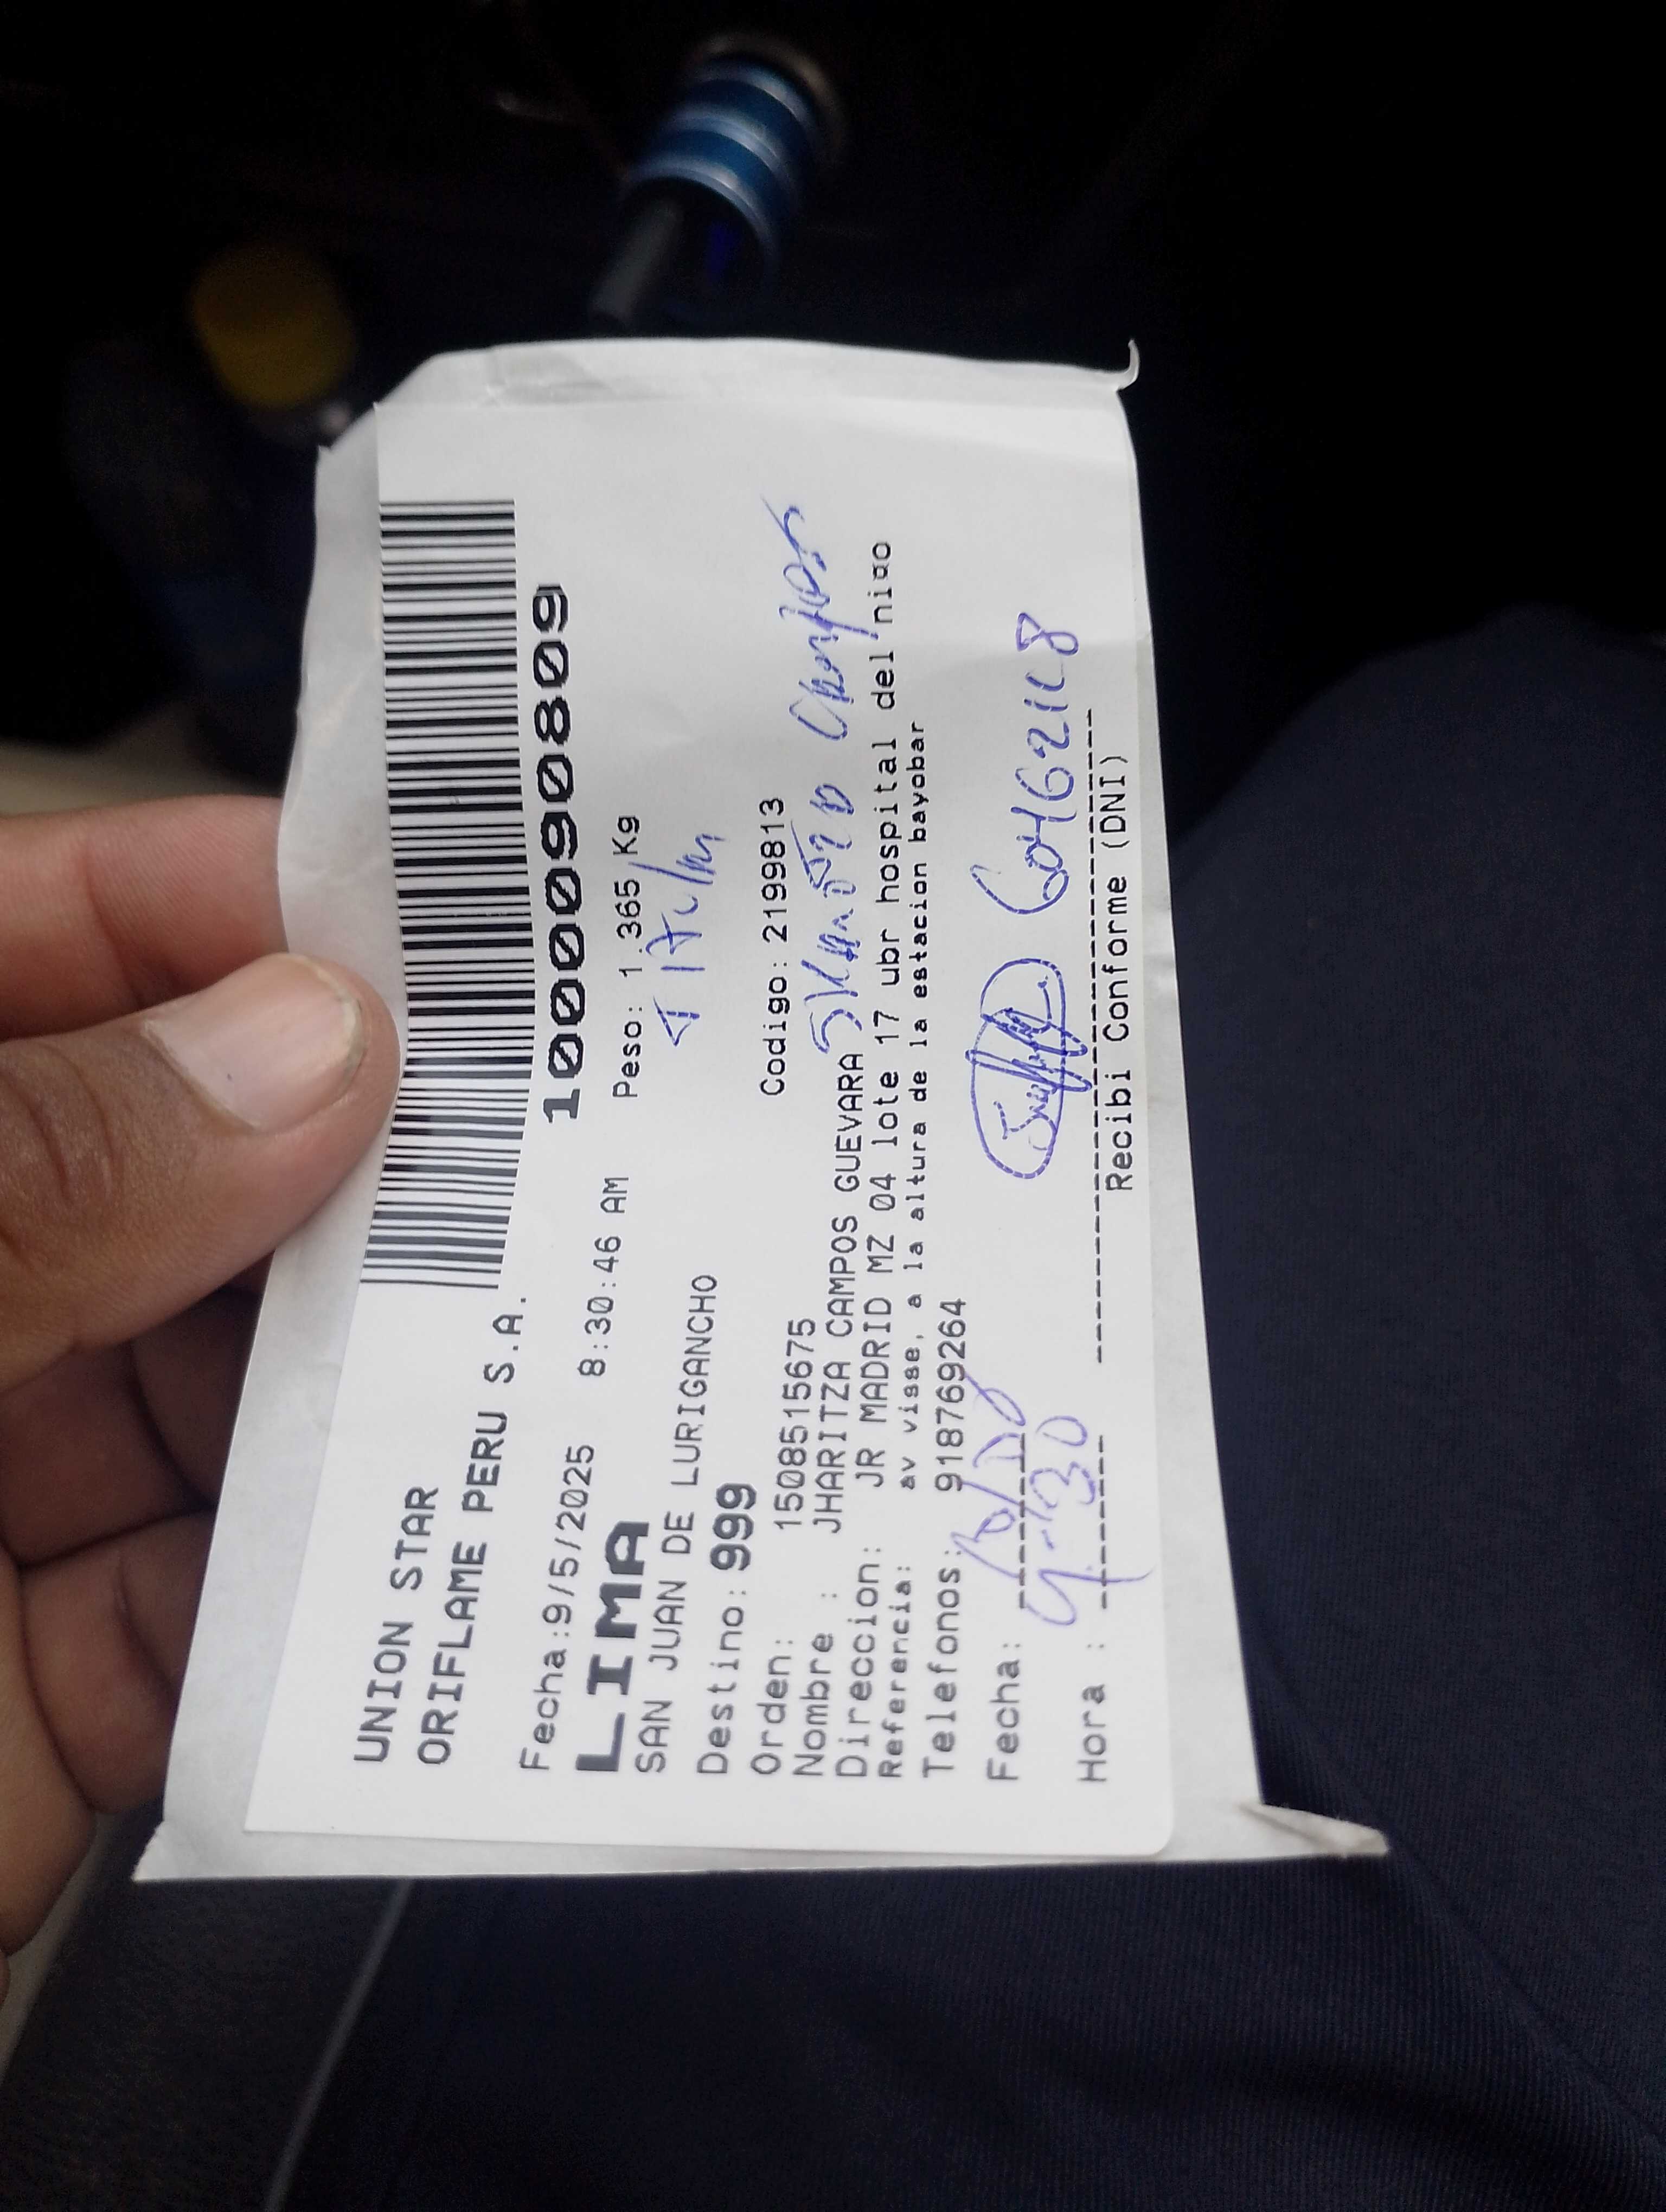 UNION STAR
ORIFLAME PERU S.A.
1000090809
Fecha:9/5/2025 8:30:46 AM Peso: 1.365 Kg
LIMA
Titular
SAN JUAN DE LURIGANCHO
Destino: 999
Orden: 1508515675 Codigo: 2199813
Nombre : JHARITZA CAMPOS GUEVARA
Campos
Direccion: JR MADRID MZ 04 lote 17 ubr hospital del niוo
Referencia: av visse, a la altura de la estacion bayobar
Telefonos: 918769264
Fecha:
Hora : 9:30
Recibi Conforme (DNI)